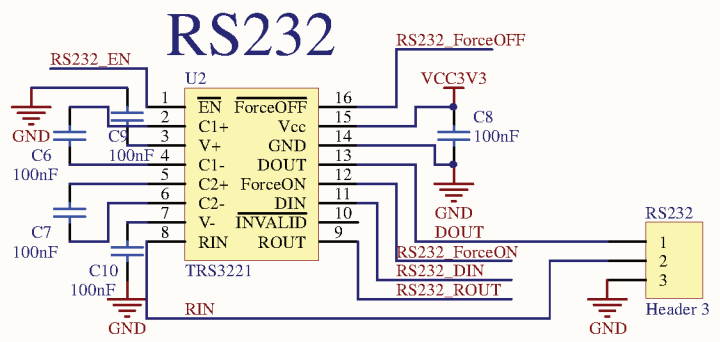 RS232
RS232_EN
RS232_ForceOFF
U2
VCC3V3
1 EN ForceOFF 16
2 C1+ Vcc 15
3 V+ GND 14
4 C1- DOUT 13
5 C2+ ForceON 12
6 C2- DIN 11
7 V- INVALID 10
8 RIN ROUT 9
TRS3221
GND
C9
100nF
C6
100nF
C8
100nF
GND
C7
100nF
C10
100nF
GND
DOUT
RS232_ForceON
RS232_DIN
RS232_ROUT
RIN
RS232
1
2
3
Header 3
GND